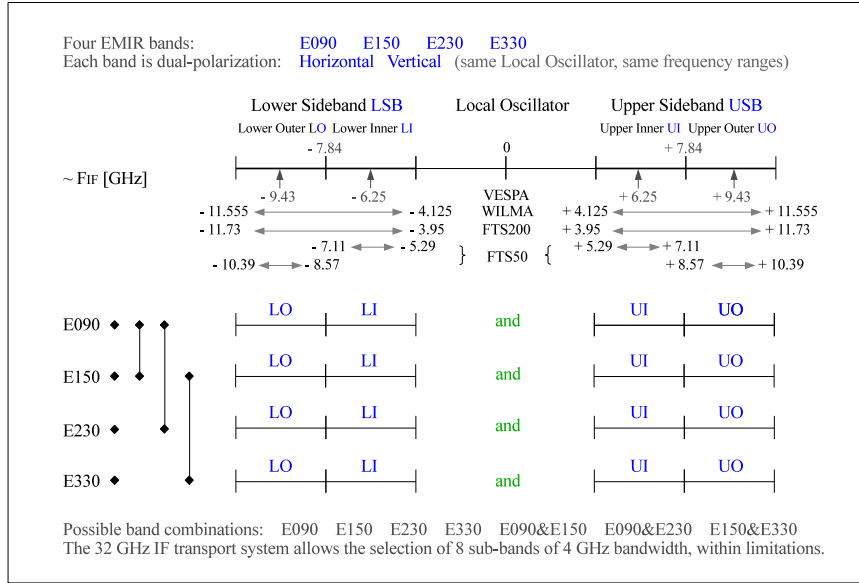 Four EMIR bands: E090 E150 E230 E330
Each band is dual-polarization: Horizontal Vertical (same Local Oscillator, same frequency ranges)
Lower Sideband LSB Local Oscillator Upper Sideband USB
Lower Outer LO Lower Inner LI Upper Inner UI Upper Outer UO
- 7.84 0 + 7.84
~ FIF [GHz]
- 9.43 - 6.25 VESPA + 6.25 + 9.43
- 11.555 - 4.125 WILMA + 4.125 + 11.555
- 11.73 - 3.95 FTS200 + 3.95 + 11.73
- 7.11 - 5.29 + 5.29 + 7.11
} FTS50 {
- 10.39 - 8.57 + 8.57 + 10.39
LO LI UI UO
E090 and
LO LI UI UO
E150 and
LO LI UI UO
E230 and
LO LI UI UO
E330 and
Possible band combinations: E090 E150 E230 E330 E090&E150 E090&E230 E150&E330
The 32 GHz IF transport system allows the selection of 8 sub-bands of 4 GHz bandwidth, within limitations.